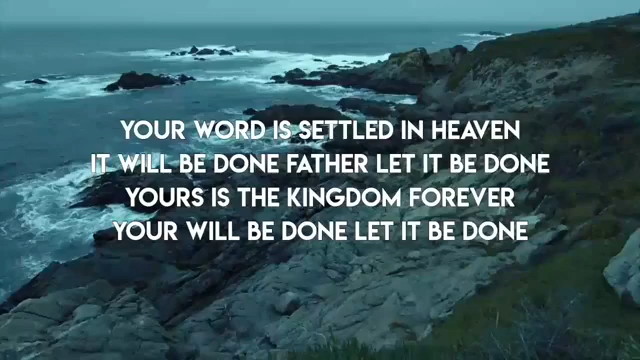 YOUR WORD IS SETTLED IN HEAVEN
IT WILL BE DONE FATHER LET IT BE DONE
YOURS IS THE KINGDOM FOREVER
YOUR WILL BE DONE LET IT BE DONE